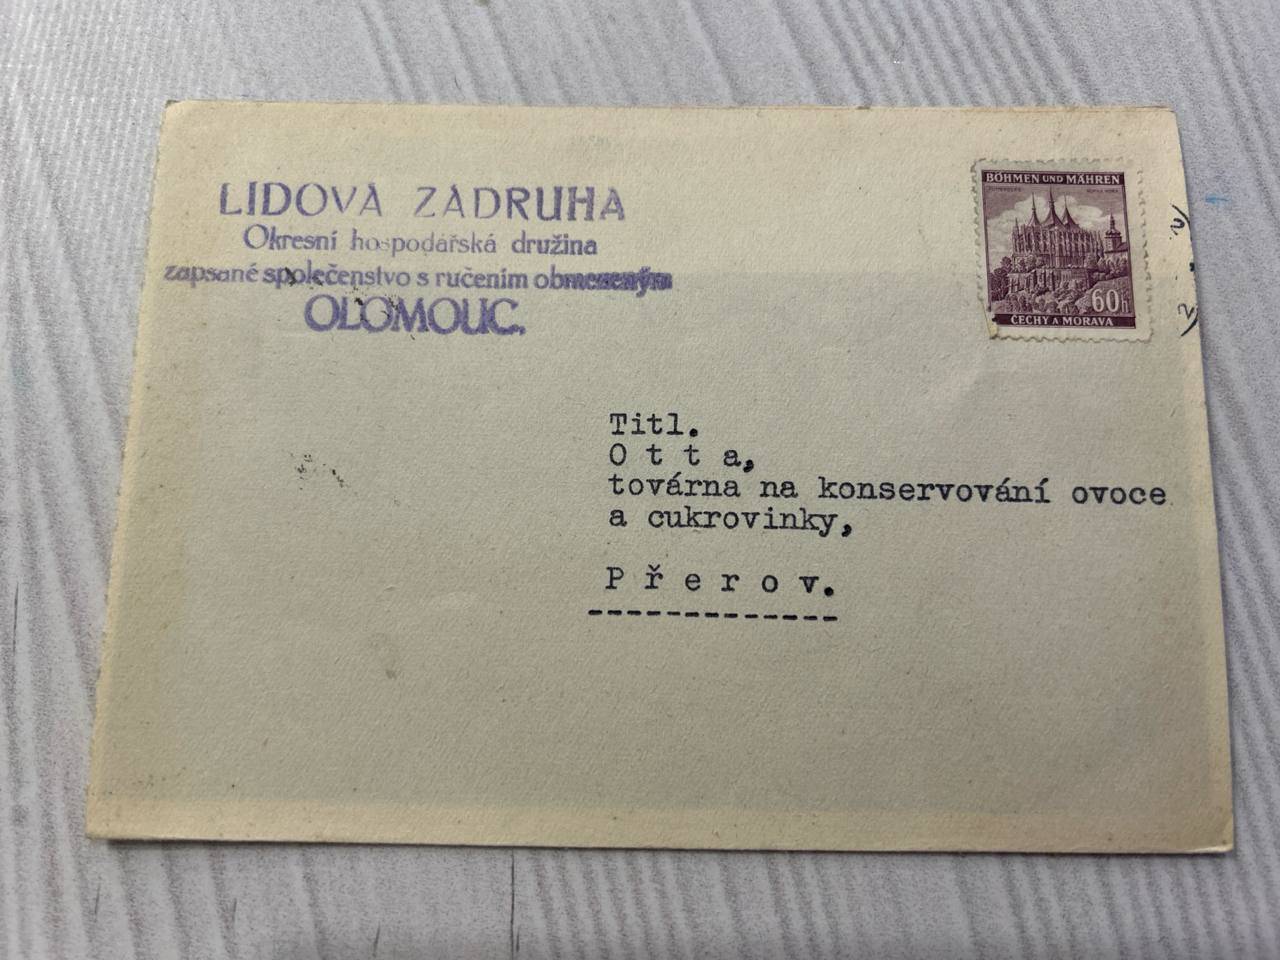 LIDOVÁ ZÁDRUHA
Okresní hospodářská družina
zapsané společenstvo s ručením obmezeným
OLOMOUC.
BÖHMEN UND MÄHREN
60h
ČECHY A MORAVA
Titl.
O t t a,
továrna na konservování ovoce
a cukrovinky,
P ř e r o v.